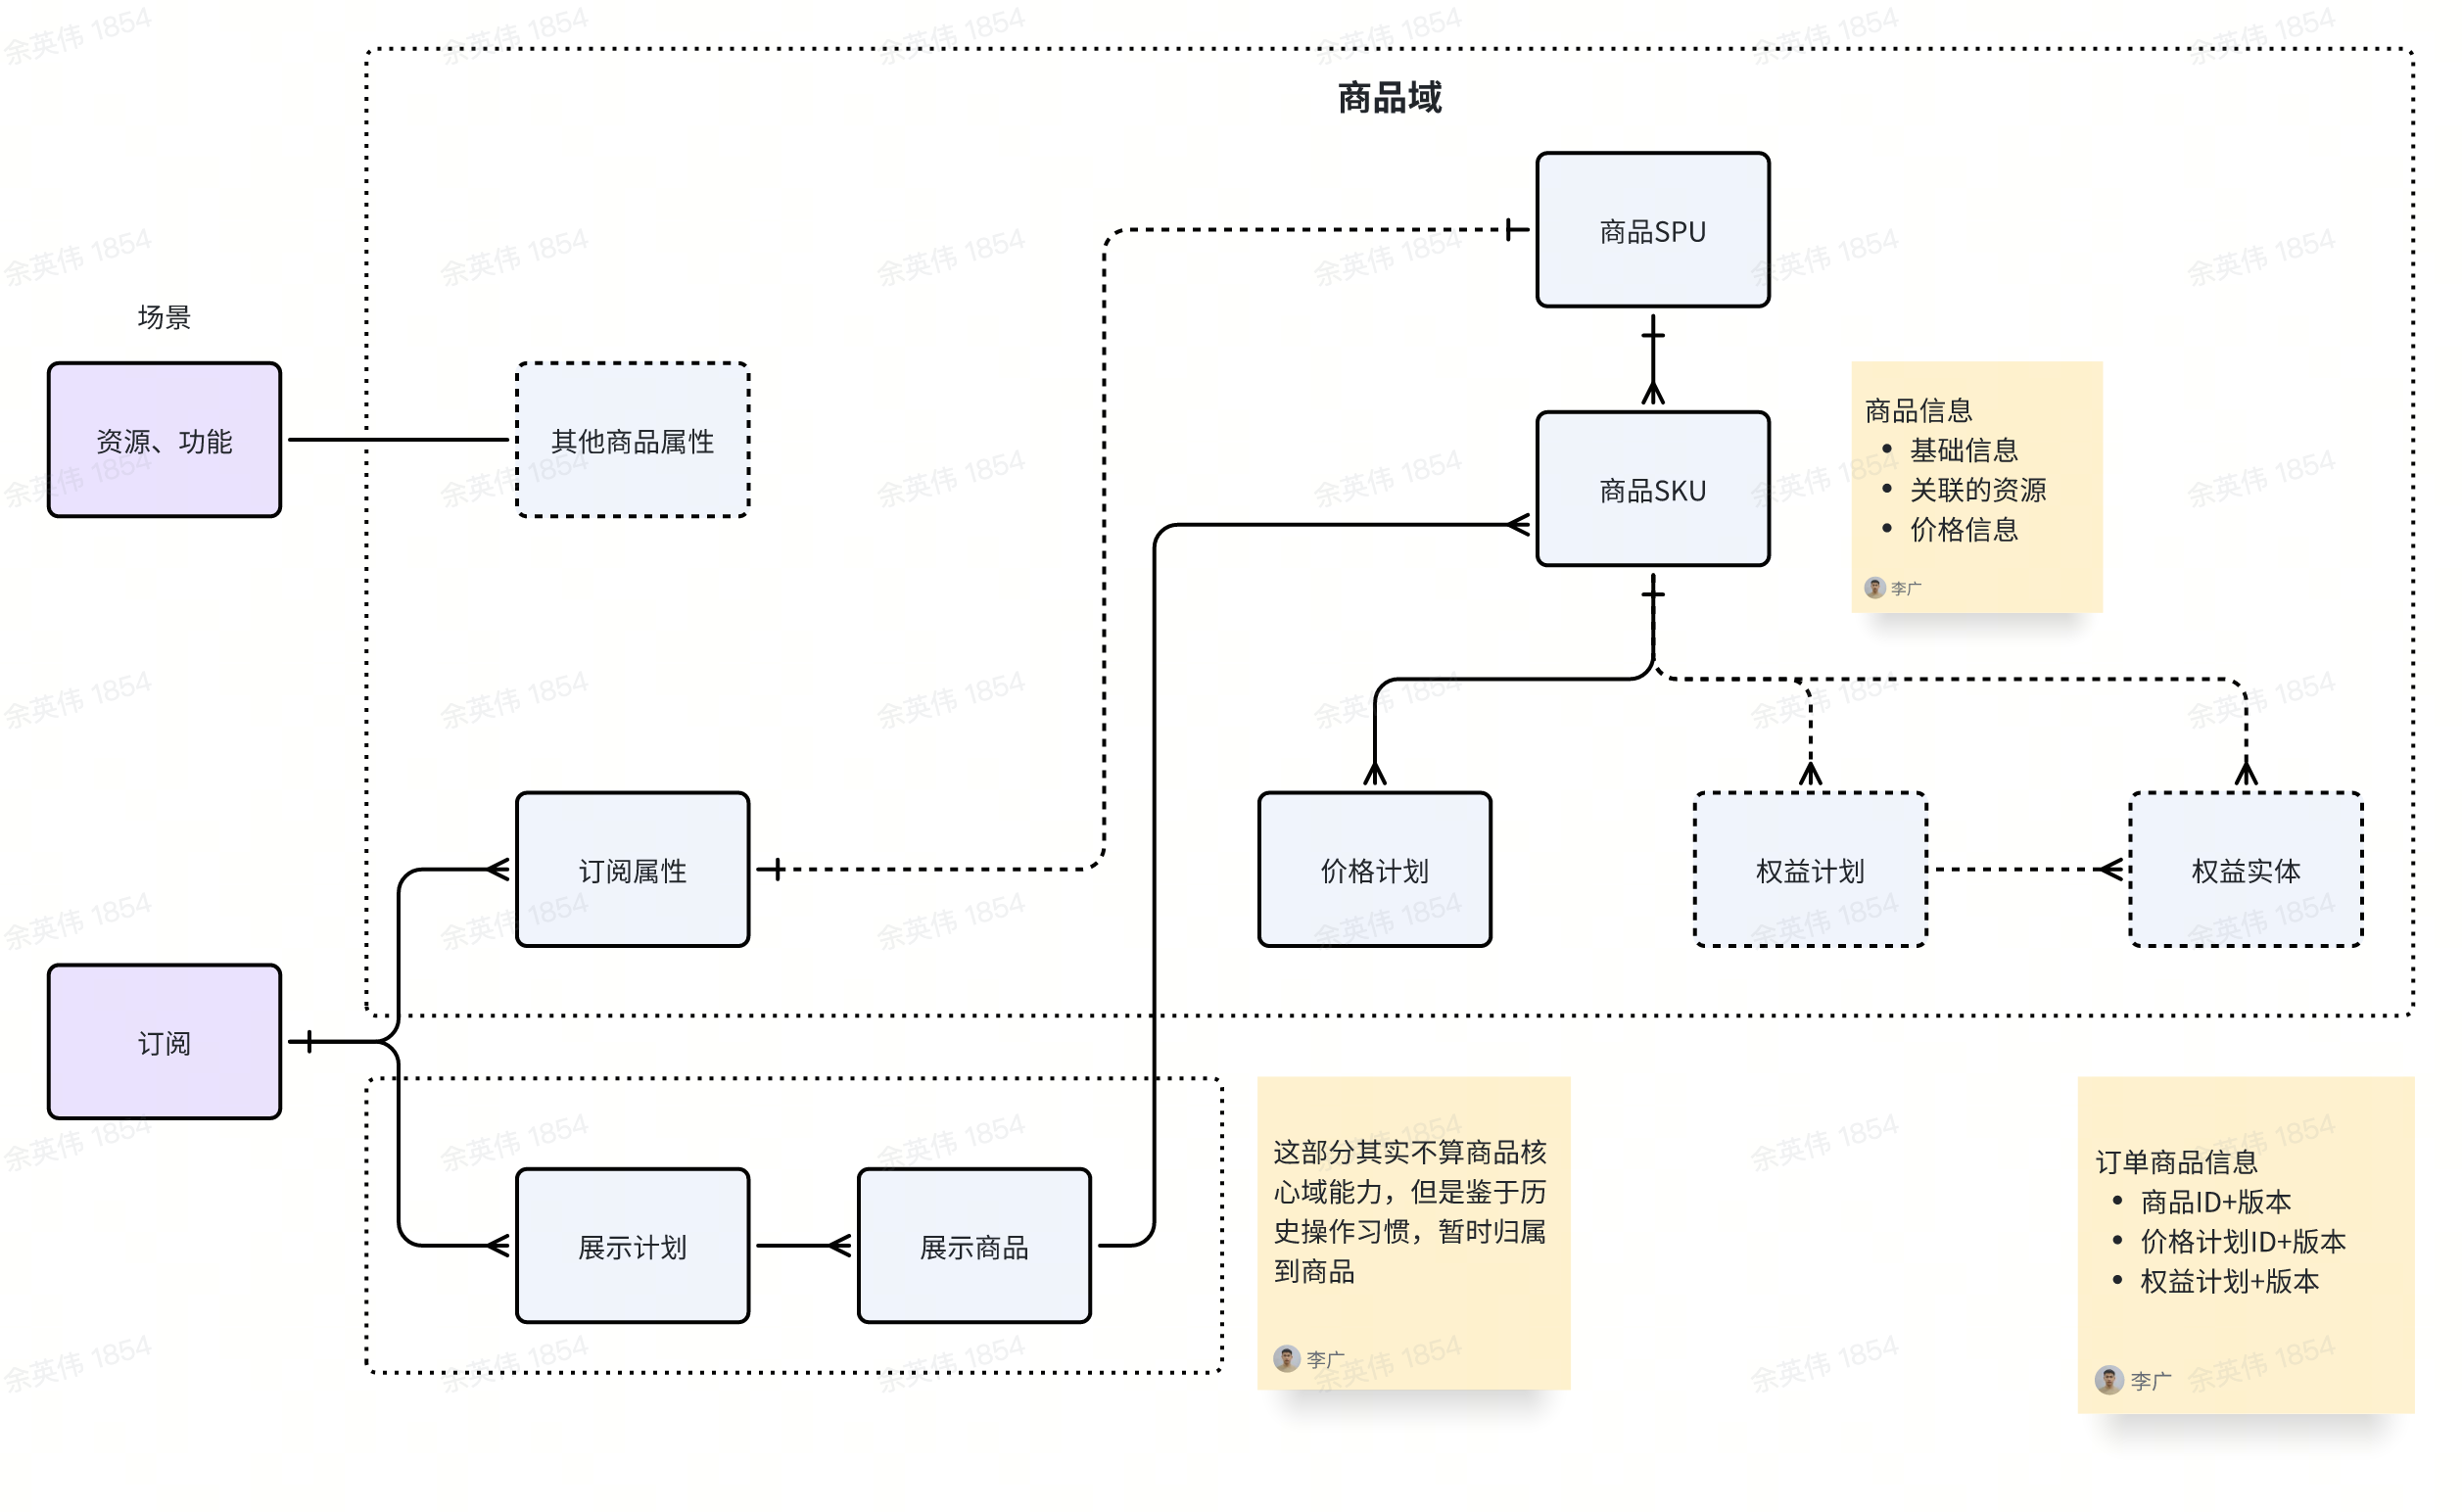 商品域
商品SPU
场景
资源、功能
其他商品属性
商品SKU
商品信息
基础信息
关联的资源
价格信息
李广
订阅属性
价格计划
权益计划
权益实体
订阅
展示计划
展示商品
这部分其实不算商品核
心域能力，但是鉴于历
史操作习惯，暂时归属
到商品
李广
订单商品信息
商品ID+版本
价格计划ID+版本
权益计划+版本
李广
余英伟 1854